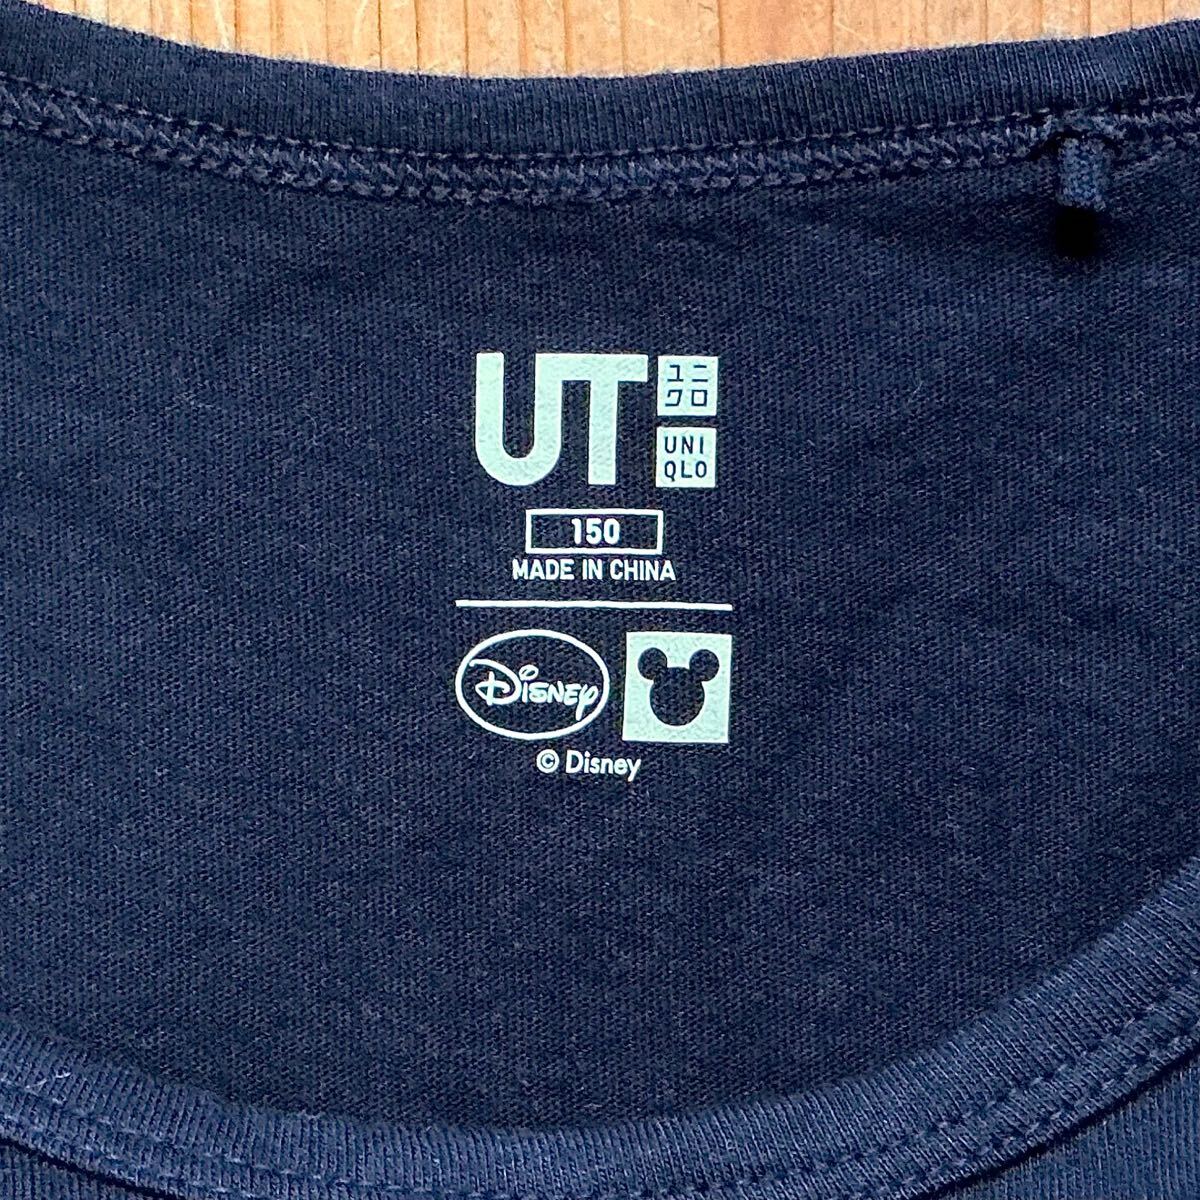 UT
ユニ
クロ
UNI
QLO
150
MADE IN CHINA
Disney
© Disney